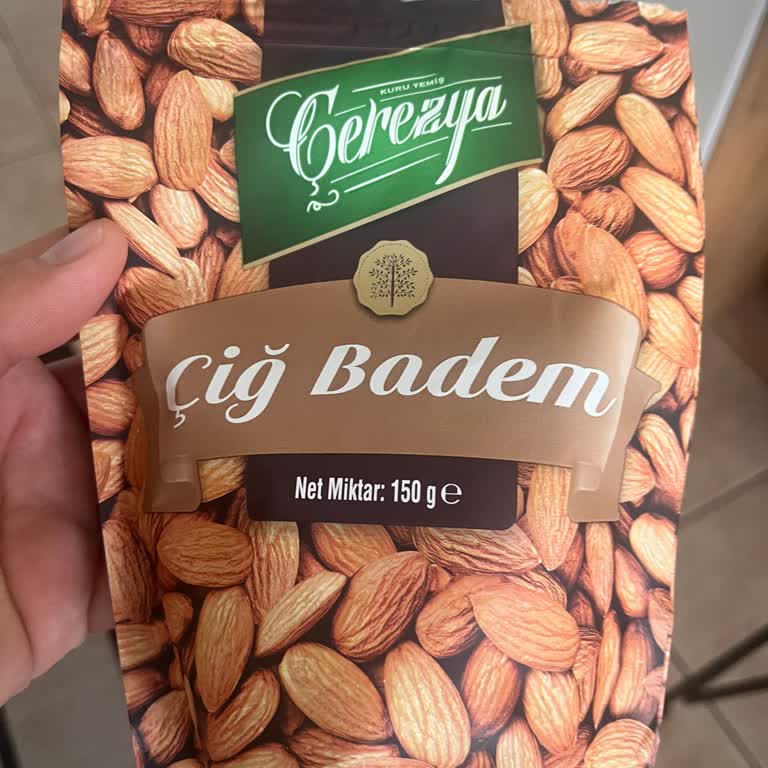 KURU YEMİŞ
Çerezya
Çiğ Badem
Net Miktar: 150 g ℮